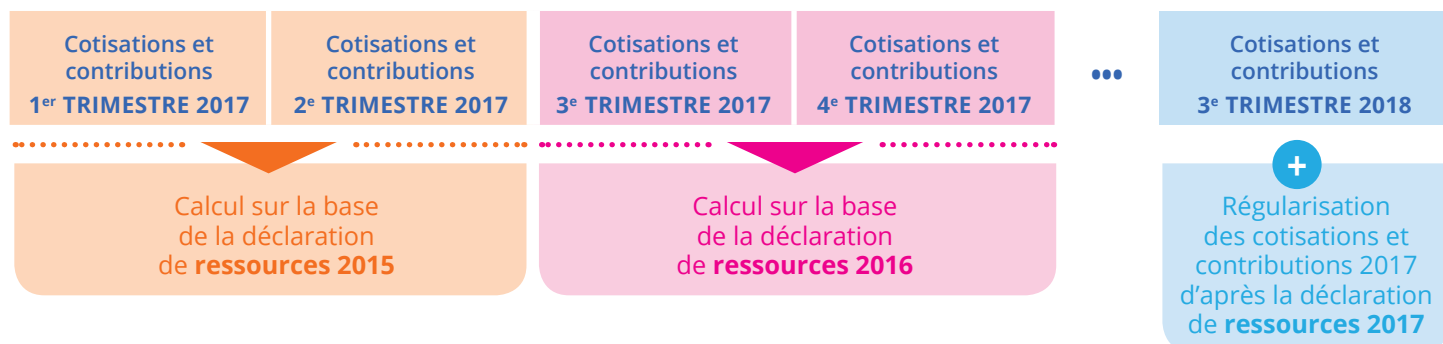 Cotisations et
contributions
1er TRIMESTRE 2017
Cotisations et
contributions
2e TRIMESTRE 2017
Cotisations et
contributions
3e TRIMESTRE 2017
Cotisations et
contributions
4e TRIMESTRE 2017
...
Cotisations et
contributions
3e TRIMESTRE 2018
Calcul sur la base
de la déclaration
de ressources 2015
Calcul sur la base
de la déclaration
de ressources 2016
+
Régularisation
des cotisations et
contributions 2017
d’après la déclaration
de ressources 2017